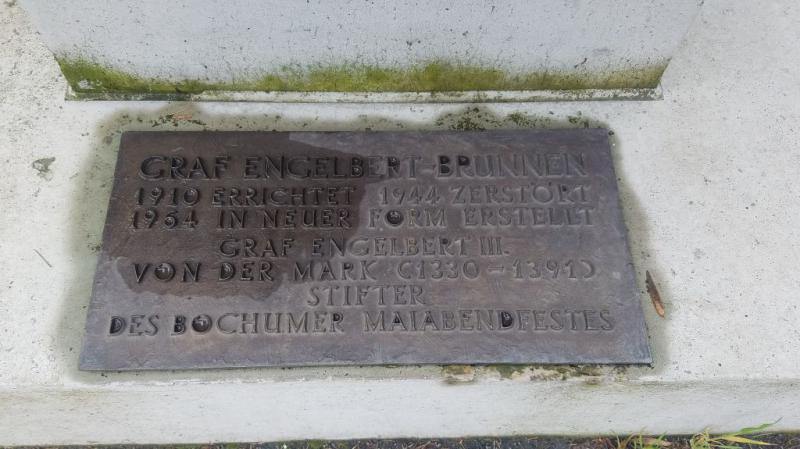 GRAF ENGELBERT-BRUNNEN
1910 ERRICHTET 1944 ZERSTÖRT
1964 IN NEUER FORM ERSTELLT
GRAF ENGELBERT III.
VON DER MARK (1330-1391)
STIFTER
DES BOCHUMER MAIABENDFESTES